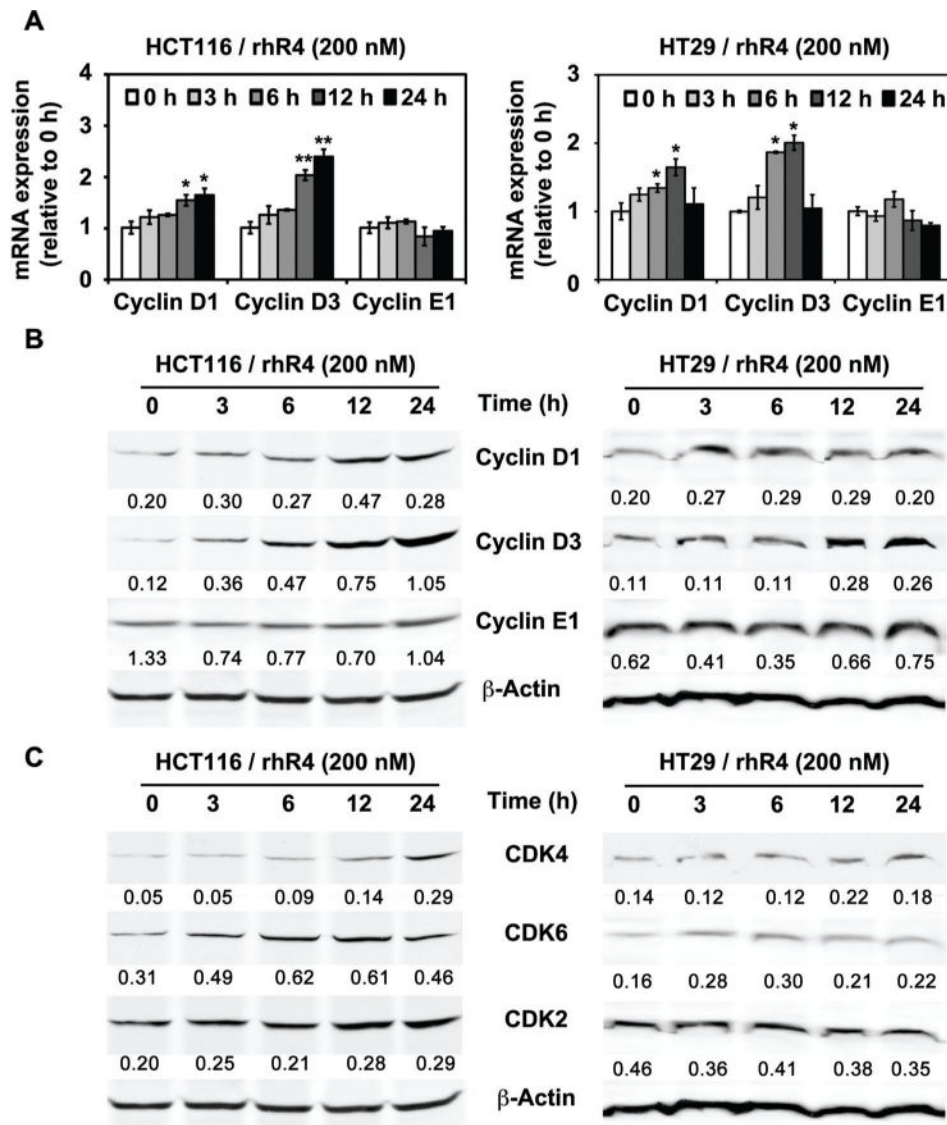 A
HCT116 / rhR4 (200 nM)
mRNA expression
(relative to 0 h)
4
3
2
1
0
0 h 3 h 6 h 12 h 24 h
* *
** **
Cyclin D1 Cyclin D3 Cyclin E1
HT29 / rhR4 (200 nM)
mRNA expression
(relative to 0 h)
3
2
1
0
0 h 3 h 6 h 12 h 24 h
* *
* *
Cyclin D1 Cyclin D3 Cyclin E1
B
HCT116 / rhR4 (200 nM) HT29 / rhR4 (200 nM)
0 3 6 12 24 Time (h) 0 3 6 12 24
Cyclin D1
0.20 0.30 0.27 0.47 0.28 0.20 0.27 0.29 0.29 0.20
Cyclin D3
0.12 0.36 0.47 0.75 1.05 0.11 0.11 0.11 0.28 0.26
Cyclin E1
1.33 0.74 0.77 0.70 1.04 0.62 0.41 0.35 0.66 0.75
β-Actin
C
HCT116 / rhR4 (200 nM) HT29 / rhR4 (200 nM)
0 3 6 12 24 Time (h) 0 3 6 12 24
CDK4
0.05 0.05 0.09 0.14 0.29 0.14 0.12 0.12 0.22 0.18
CDK6
0.31 0.49 0.62 0.61 0.46 0.16 0.28 0.30 0.21 0.22
CDK2
0.20 0.25 0.21 0.28 0.29 0.46 0.36 0.41 0.38 0.35
β-Actin